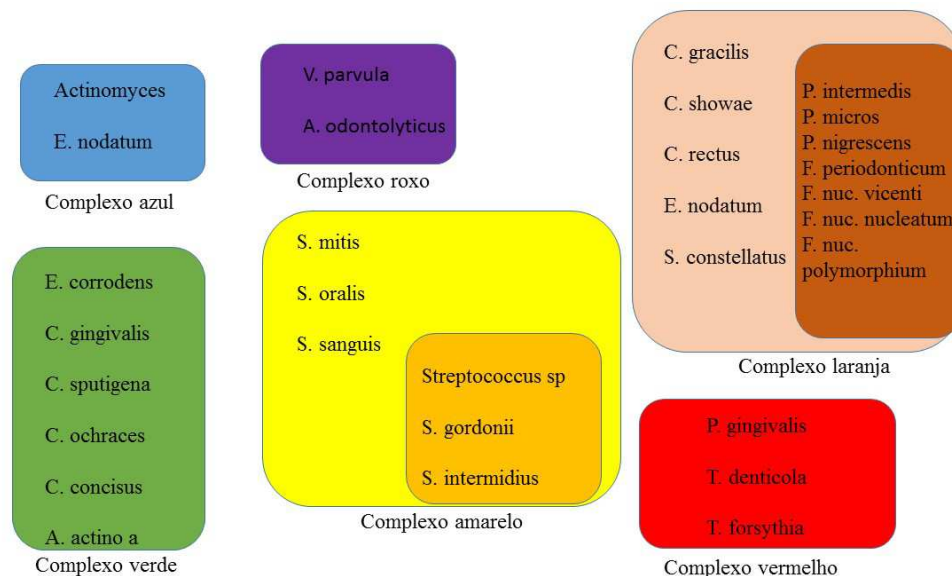 Actinomyces
E. nodatum
Complexo azul
V. parvula
A. odontolyticus
Complexo roxo
C. gracilis
C. showae
C. rectus
E. nodatum
S. constellatus
P. intermedis
P. micros
P. nigrescens
F. periodonticum
F. nuc. vicenti
F. nuc. nucleatum
F. nuc.
polymorphium
Complexo laranja
E. corrodens
C. gingivalis
C. sputigena
C. ochraces
C. concisus
A. actino a
Complexo verde
S. mitis
S. oralis
S. sanguis
Streptococcus sp
S. gordonii
S. intermidius
Complexo amarelo
P. gingivalis
T. denticola
T. forsythia
Complexo vermelho